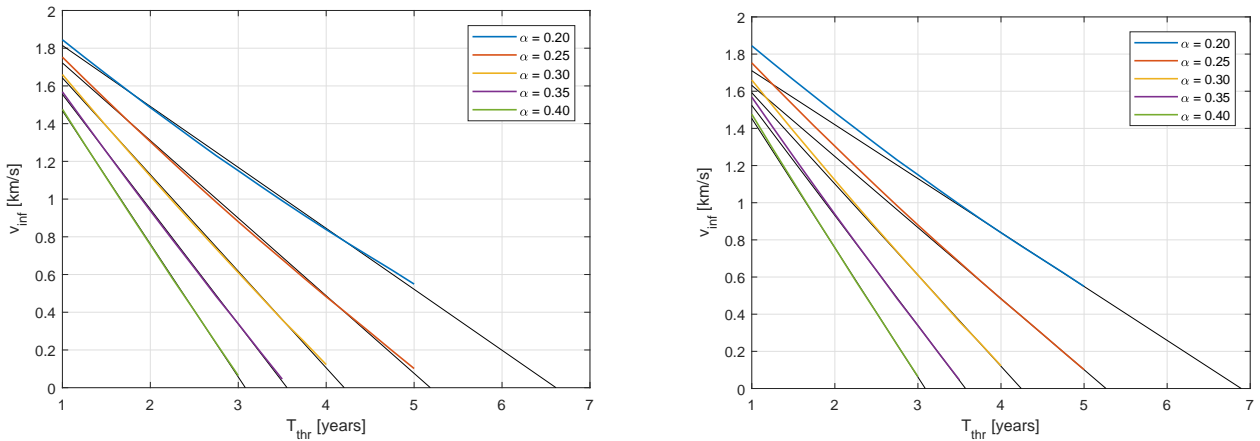 2
1.8
1.6
1.4
1.2
1
0.8
0.6
0.4
0.2
0
v_inf [km/s]
1 2 3 4 5 6 7
T_thr [years]
α = 0.20
α = 0.25
α = 0.30
α = 0.35
α = 0.40
2
1.8
1.6
1.4
1.2
1
0.8
0.6
0.4
0.2
0
v_inf [km/s]
1 2 3 4 5 6 7
T_thr [years]
α = 0.20
α = 0.25
α = 0.30
α = 0.35
α = 0.40